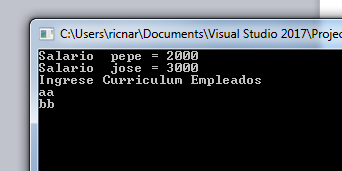 C:\Users\ricnar\Documents\Visual Studio 2017\Projec
Salario  pepe = 2000
Salario  jose = 3000
Ingrese Curriculum Empleados
aa
bb